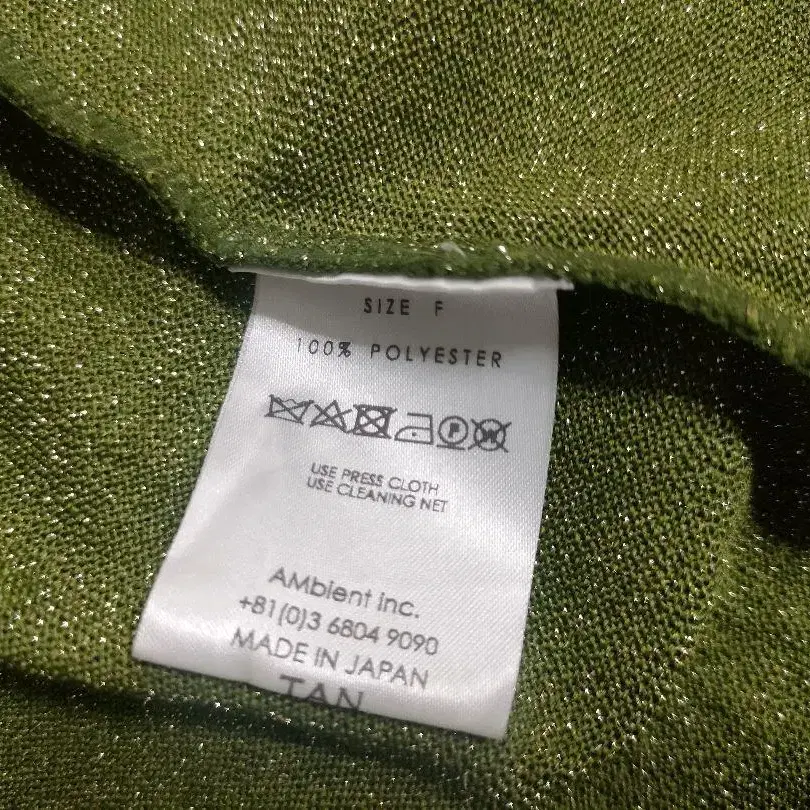 SIZE F
100% POLYESTER
P W
USE PRESS CLOTH
USE CLEANING NET
AMbient inc.
+81(0)3 6804 9090
MADE IN JAPAN
TAN